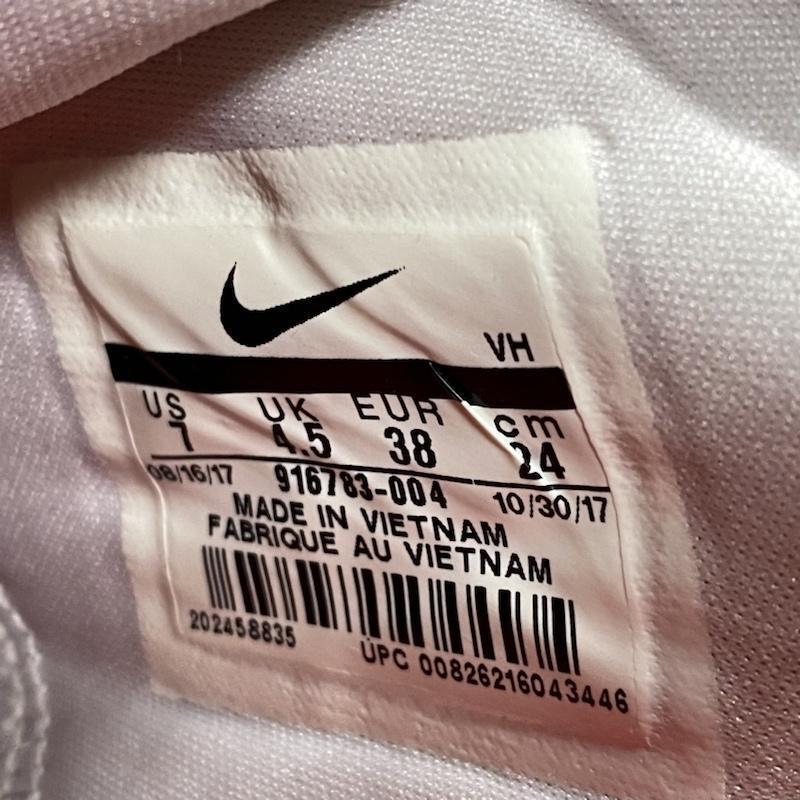 VH
US UK EUR cm
7 4.5 38 24
08/16/17 916783-004 10/30/17
MADE IN VIETNAM
FABRIQUE AU VIETNAM
202458835
UPC 00826216043446